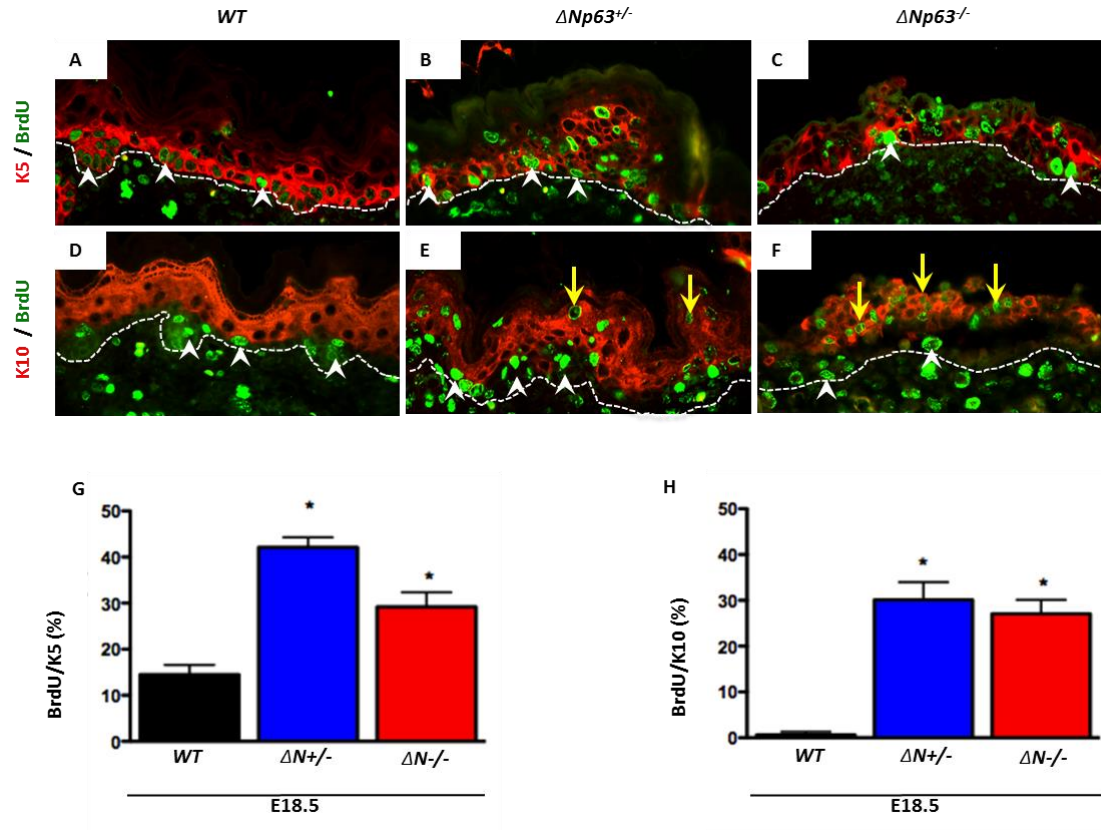 WT ΔNp63+/- ΔNp63-/-
A B C
K5 / BrdU
D E F
K10 / BrdU
G
50
40
30
20
10
0
BrdU/K5 (%)
* *
WT ΔN+/- ΔN-/-
E18.5
H
50
40
30
20
10
0
BrdU/K10 (%)
* *
WT ΔN+/- ΔN-/-
E18.5